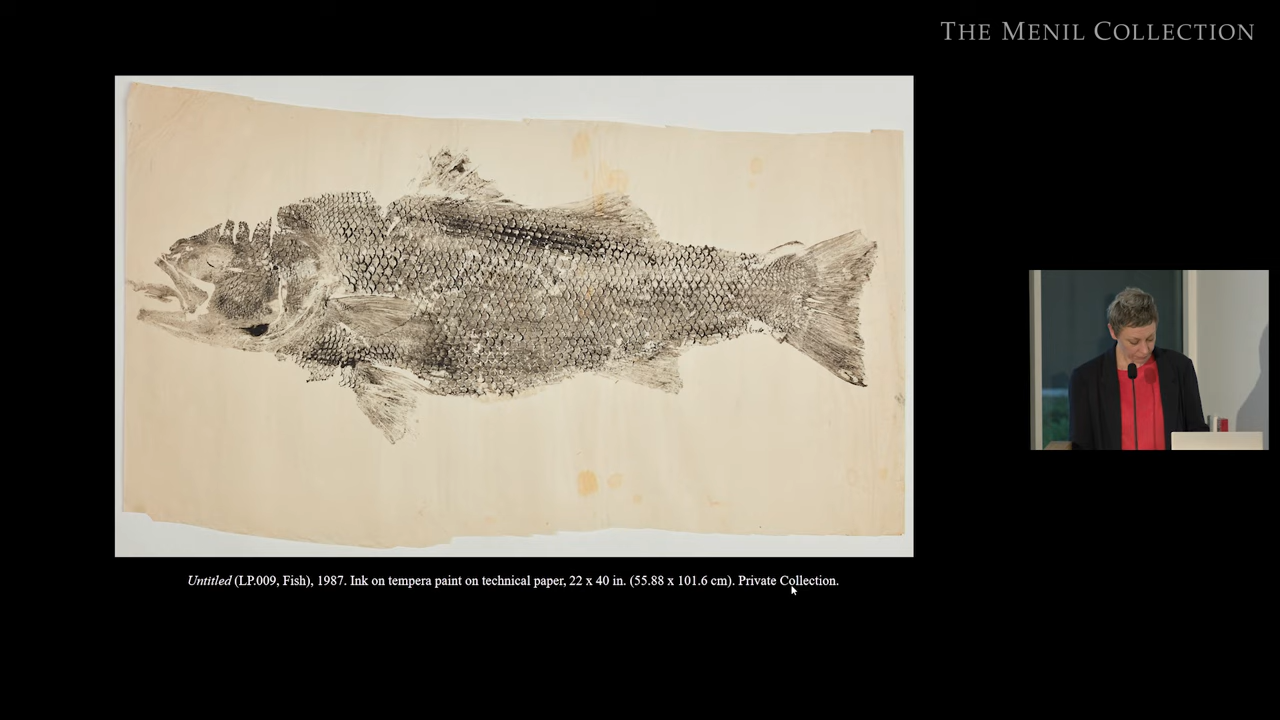 THE MENIL COLLECTION
Untitled (LP.009, Fish), 1987. Ink on tempera paint on technical paper, 22 x 40 in. (55.88 x 101.6 cm). Private Collection.